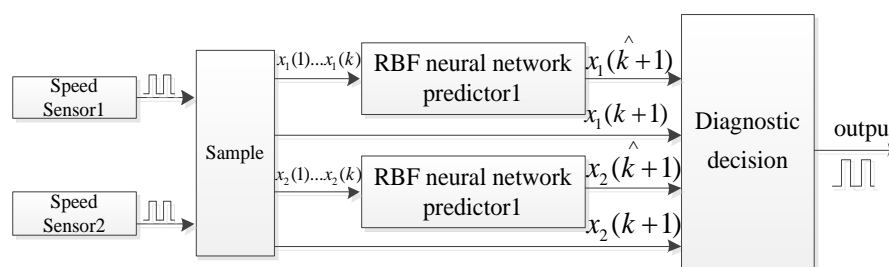 Speed
Sensor1
Speed
Sensor2
Sample
x₁(1)...x₁(k)
RBF neural network
predictor1
x₁(k^+1)
x₁(k+1)
x₂(1)...x₂(k)
RBF neural network
predictor1
x₂(k^+1)
x₂(k+1)
Diagnostic
decision
output